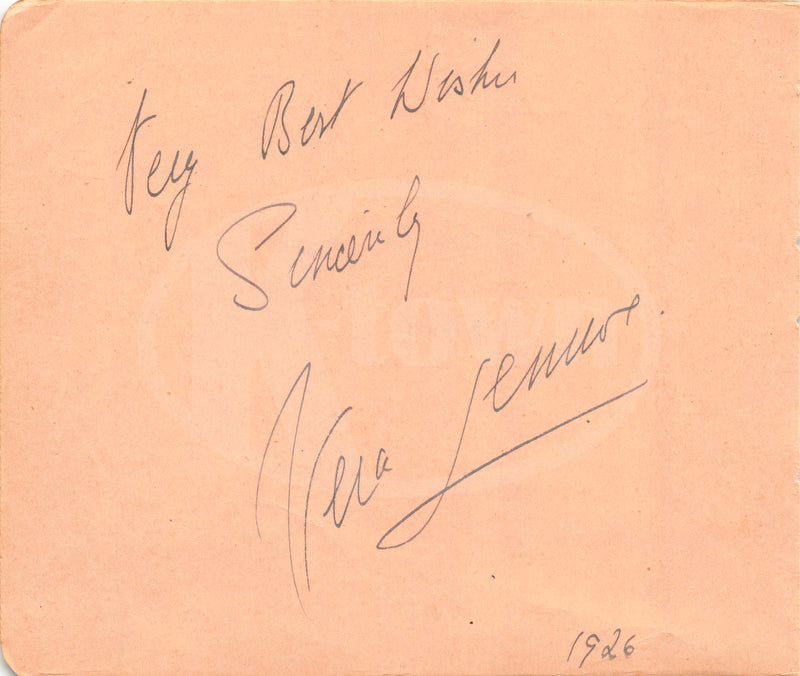 Very Best Wishes
Sincerely
Vera Lennox.
1926